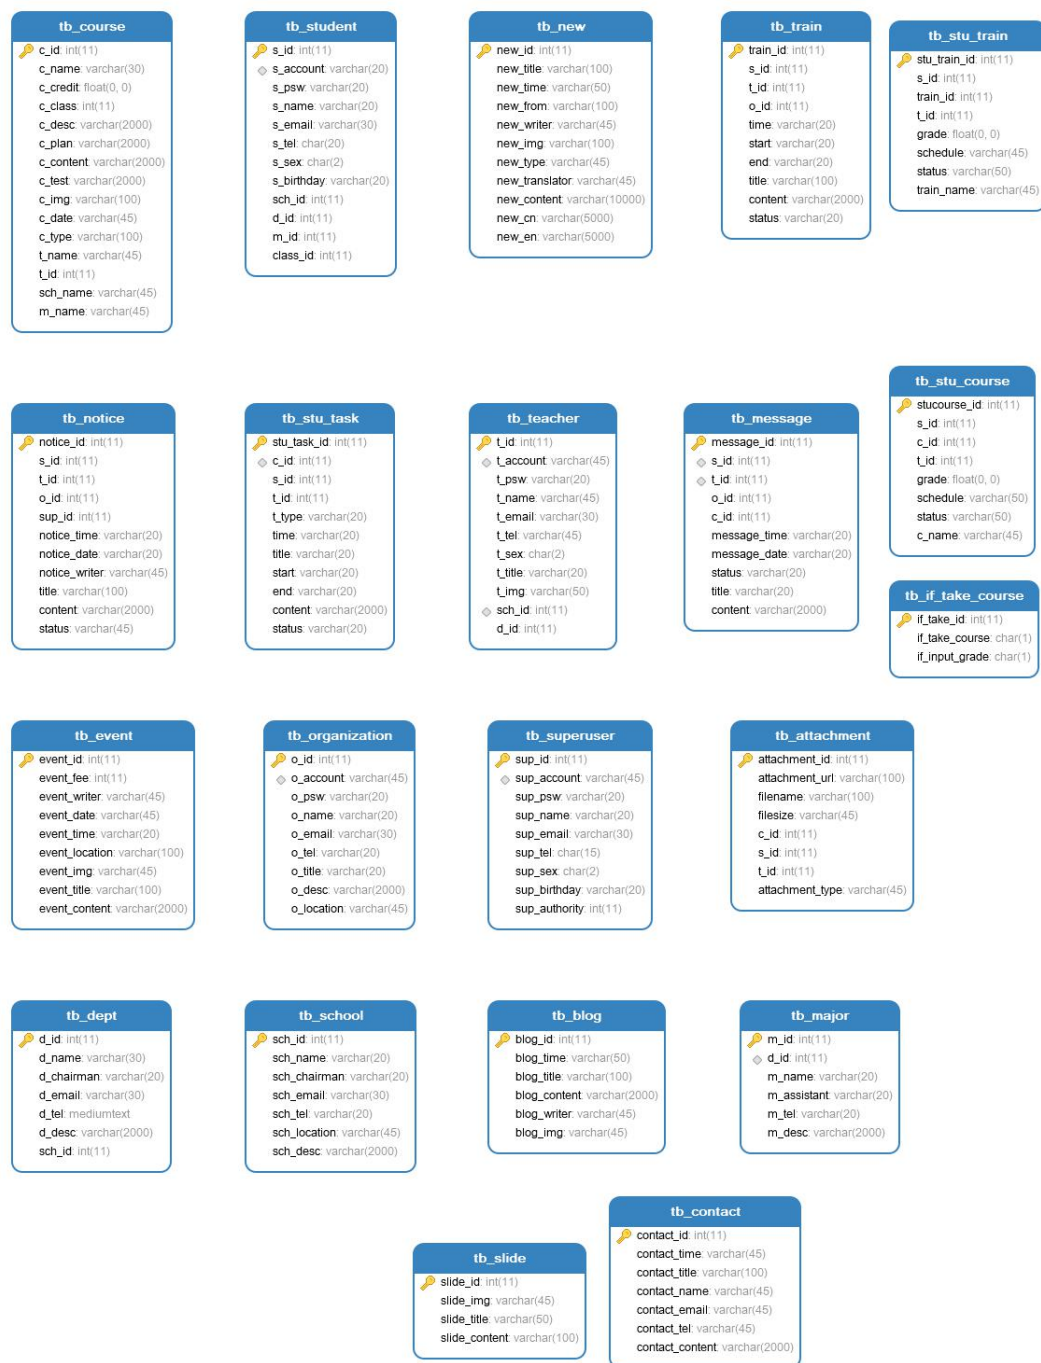 tb_course
c_id: int(11)
c_name: varchar(30)
c_credit: float(0, 0)
c_class: int(11)
c_desc: varchar(2000)
c_plan: varchar(2000)
c_content: varchar(2000)
c_test: varchar(2000)
c_img: varchar(100)
c_date: varchar(45)
c_type: varchar(100)
t_name: varchar(45)
t_id: int(11)
sch_name: varchar(45)
m_name: varchar(45)
tb_student
s_id: int(11)
s_account: varchar(20)
s_psw: varchar(20)
s_name: varchar(20)
s_email: varchar(30)
s_tel: char(20)
s_sex: char(2)
s_birthday: varchar(20)
sch_id: int(11)
d_id: int(11)
m_id: int(11)
class_id: int(11)
tb_new
new_id: int(11)
new_title: varchar(100)
new_time: varchar(50)
new_from: varchar(100)
new_writer: varchar(45)
new_img: varchar(100)
new_type: varchar(45)
new_translator: varchar(45)
new_content: varchar(10000)
new_cn: varchar(5000)
new_en: varchar(5000)
tb_train
train_id: int(11)
s_id: int(11)
t_id: int(11)
o_id: int(11)
time: varchar(20)
start: varchar(20)
end: varchar(20)
title: varchar(100)
content: varchar(2000)
status: varchar(20)
tb_stu_train
stu_train_id: int(11)
s_id: int(11)
train_id: int(11)
t_id: int(11)
grade: float(0, 0)
schedule: varchar(45)
status: varchar(50)
train_name: varchar(45)
tb_notice
notice_id: int(11)
s_id: int(11)
t_id: int(11)
o_id: int(11)
sup_id: int(11)
notice_time: varchar(20)
notice_date: varchar(20)
notice_writer: varchar(45)
title: varchar(100)
content: varchar(2000)
status: varchar(45)
tb_stu_task
stu_task_id: int(11)
c_id: int(11)
s_id: int(11)
t_id: int(11)
t_type: varchar(20)
time: varchar(20)
title: varchar(20)
start: varchar(20)
end: varchar(20)
content: varchar(2000)
status: varchar(20)
tb_teacher
t_id: int(11)
t_account: varchar(45)
t_psw: varchar(20)
t_name: varchar(45)
t_email: varchar(30)
t_tel: varchar(45)
t_sex: char(2)
t_title: varchar(20)
t_img: varchar(50)
sch_id: int(11)
d_id: int(11)
tb_message
message_id: int(11)
s_id: int(11)
t_id: int(11)
o_id: int(11)
c_id: int(11)
message_time: varchar(20)
message_date: varchar(20)
status: varchar(20)
title: varchar(20)
content: varchar(2000)
tb_stu_course
stucourse_id: int(11)
s_id: int(11)
c_id: int(11)
t_id: int(11)
grade: float(0, 0)
schedule: varchar(50)
status: varchar(50)
c_name: varchar(45)
tb_if_take_course
if_take_id: int(11)
if_take_course: char(1)
if_input_grade: char(1)
tb_event
event_id: int(11)
event_fee: int(11)
event_writer: varchar(45)
event_date: varchar(45)
event_time: varchar(20)
event_location: varchar(100)
event_img: varchar(45)
event_title: varchar(100)
event_content: varchar(2000)
tb_organization
o_id: int(11)
o_account: varchar(45)
o_psw: varchar(20)
o_name: varchar(20)
o_email: varchar(30)
o_tel: varchar(20)
o_title: varchar(20)
o_desc: varchar(2000)
o_location: varchar(45)
tb_superuser
sup_id: int(11)
sup_account: varchar(45)
sup_psw: varchar(20)
sup_name: varchar(20)
sup_email: varchar(30)
sup_tel: char(15)
sup_sex: char(2)
sup_birthday: varchar(20)
sup_authority: int(11)
tb_attachment
attachment_id: int(11)
attachment_url: varchar(100)
filename: varchar(100)
filesize: varchar(45)
c_id: int(11)
s_id: int(11)
t_id: int(11)
attachment_type: varchar(45)
tb_dept
d_id: int(11)
d_name: varchar(30)
d_chairman: varchar(20)
d_email: varchar(30)
d_tel: mediumtext
d_desc: varchar(2000)
sch_id: int(11)
tb_school
sch_id: int(11)
sch_name: varchar(20)
sch_chairman: varchar(20)
sch_email: varchar(30)
sch_tel: varchar(20)
sch_location: varchar(45)
sch_desc: varchar(2000)
tb_blog
blog_id: int(11)
blog_time: varchar(50)
blog_title: varchar(100)
blog_content: varchar(2000)
blog_writer: varchar(45)
blog_img: varchar(45)
tb_major
m_id: int(11)
d_id: int(11)
m_name: varchar(20)
m_assistant: varchar(20)
m_tel: varchar(20)
m_desc: varchar(2000)
tb_slide
slide_id: int(11)
slide_img: varchar(45)
slide_title: varchar(50)
slide_content: varchar(100)
tb_contact
contact_id: int(11)
contact_time: varchar(45)
contact_title: varchar(100)
contact_name: varchar(45)
contact_email: varchar(45)
contact_tel: varchar(45)
contact_content: varchar(2000)